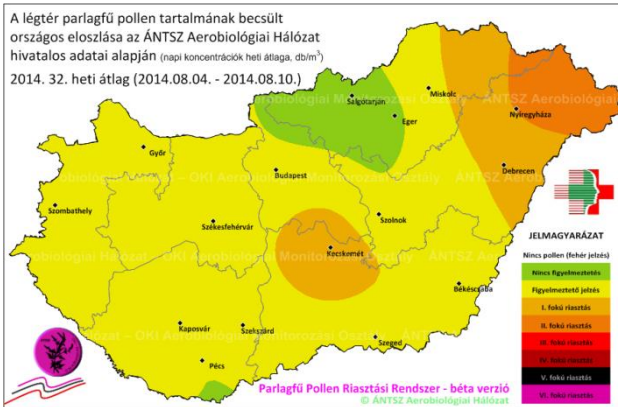 A légtér parlagfű pollen tartalmának becsült
országos eloszlása az ÁNTSZ Aerobiológiai Hálózat
hivatalos adatai alapján (napi koncentrációk heti átlaga, db/m³)
2014. 32. heti átlag (2014.08.04. - 2014.08.10.)
Salgótarján
Miskolc
Eger
Nyíregyháza
Győr
Budapest
Debrecen
Szombathely
Székesfehérvár
Szolnok
Kecskemét
Békéscsaba
Kaposvár
Szekszárd
Szeged
Pécs
JELMAGYARÁZAT
Nincs pollen (fehér jelzés)
Nincs figyelmeztetés
Figyelmeztető jelzés
I. fokú riasztás
II. fokú riasztás
III. fokú riasztás
IV. fokú riasztás
V. fokú riasztás
VI. fokú riasztás
Parlagfű Pollen Riasztási Rendszer - béta verzió
© ÁNTSZ Aerobiológiai Hálózat